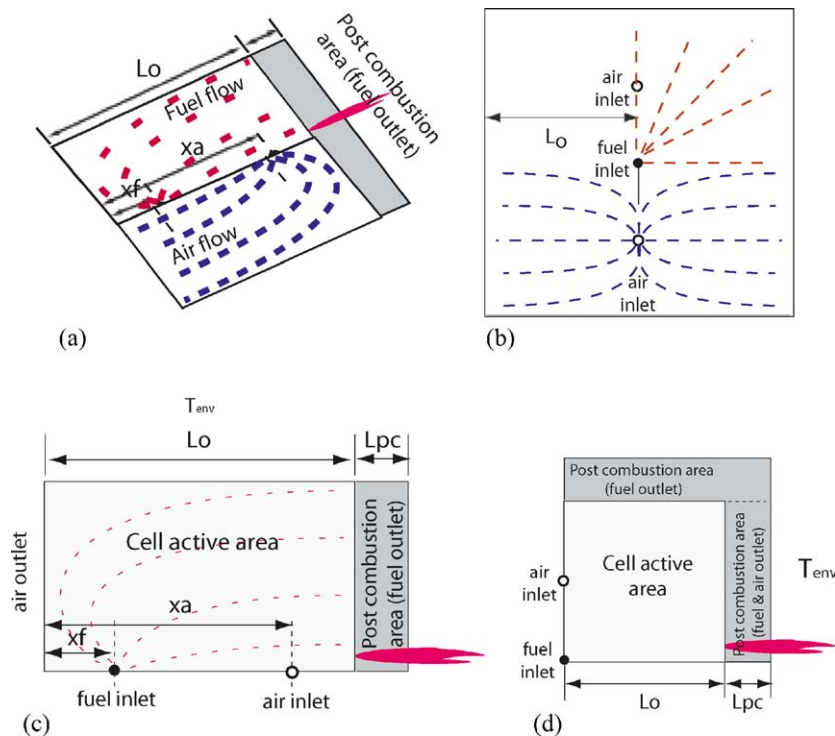 Lo
Fuel flow
Post combustion
area (fuel outlet)
xa
xf
Air flow
(a)
air
inlet
Lo
fuel
inlet
air
inlet
(b)
Tenv
Lo
Lpc
air outlet
Cell active area
Post combustion
area (fuel outlet)
xa
xf
fuel inlet
air inlet
(c)
Post combustion area
(fuel outlet)
air
inlet
Cell active
area
Post combustion area
(fuel & air outlet)
Tenv
fuel
inlet
Lo
Lpc
(d)